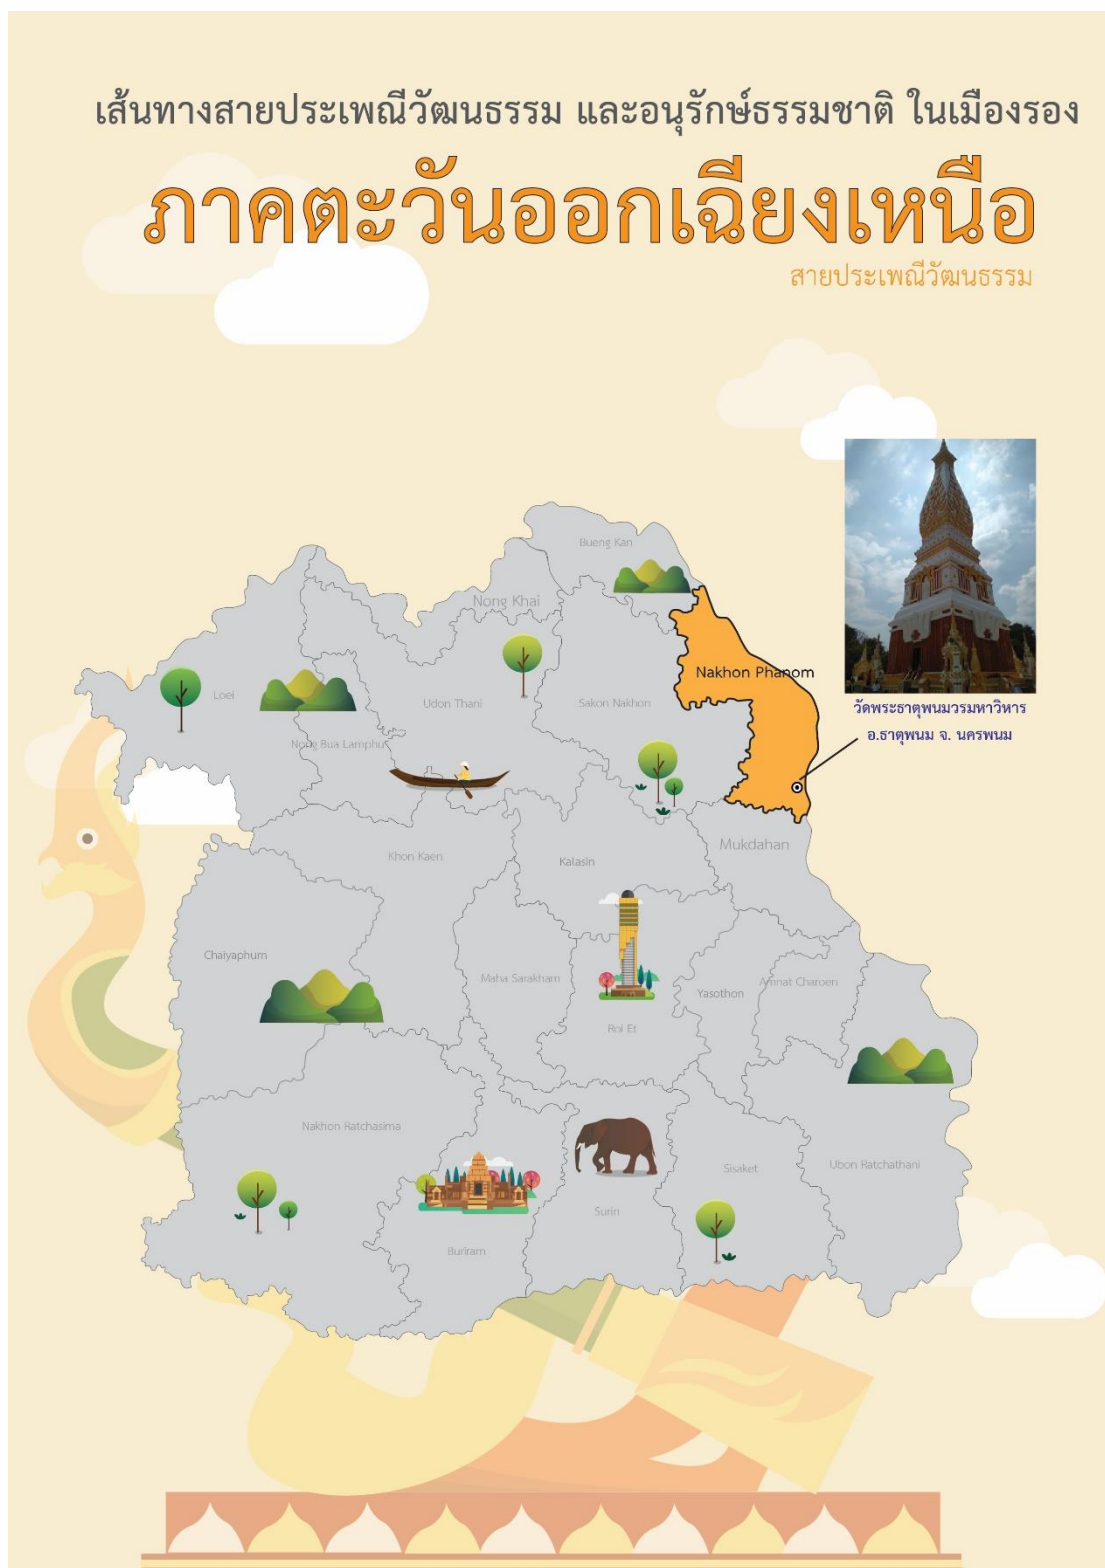 เส้นทางสายประเพณีวัฒนธรรม และอนุรักษ์ธรรมชาติ ในเมืองรอง
ภาคตะวันออกเฉียงเหนือ
สายประเพณีวัฒนธรรม
Bueng Kan
Nong Khai
Nakhon Phanom
Loei
Udon Thani
Sakon Nakhon
วัดพระธาตุพนมวรมหาวิหาร
อ.ธาตุพนม จ. นครพนม
Nong Bua Lamphu
Mukdahan
Khon Kaen
Kalasin
Chaiyaphum
Maha Sarakham
Amnat Charoen
Yasothon
Roi Et
Nakhon Ratchasima
Sisaket
Ubon Ratchathani
Surin
Buriram